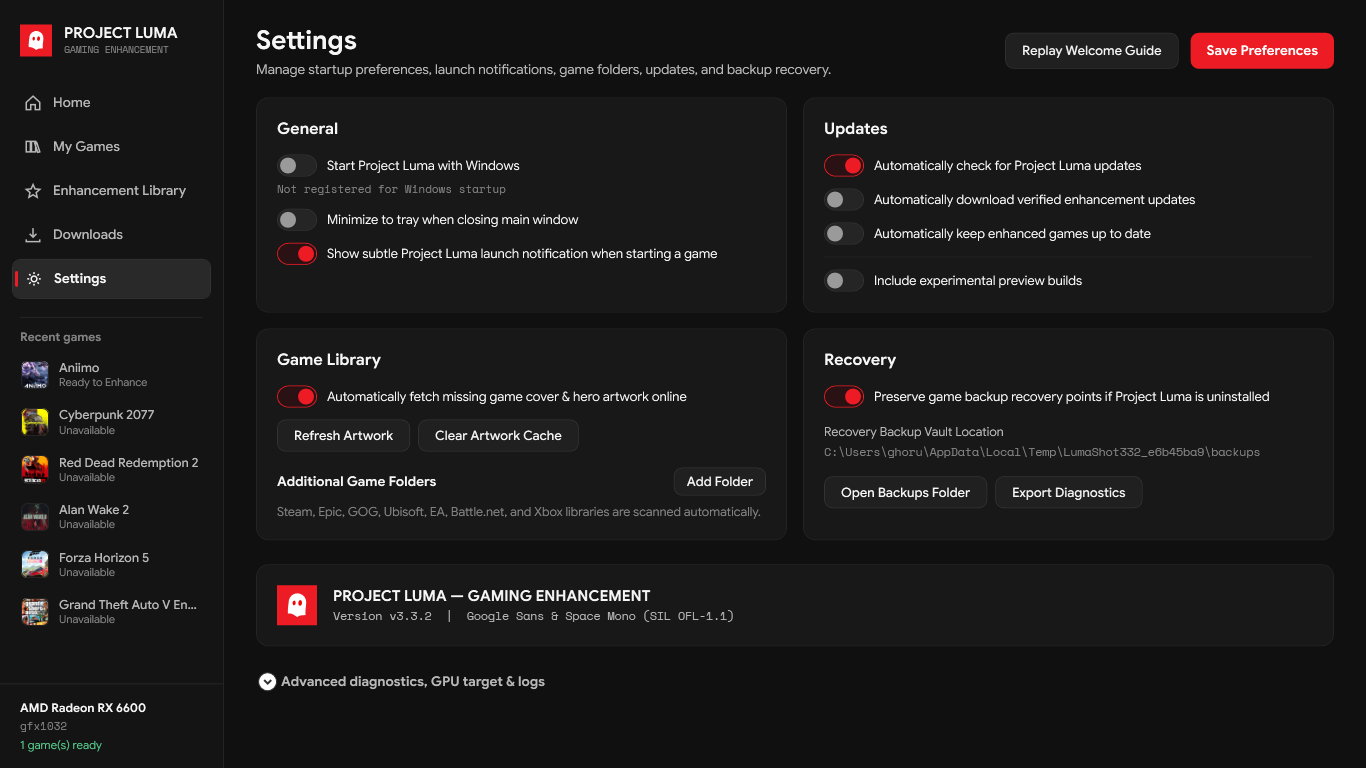 PROJECT LUMA
GAMING ENHANCEMENT
Home
My Games
Enhancement Library
Downloads
Settings
Recent games
Aniimo
Ready to Enhance
Cyberpunk 2077
Unavailable
Red Dead Redemption 2
Unavailable
Alan Wake 2
Unavailable
Forza Horizon 5
Unavailable
Grand Theft Auto V En...
Unavailable
AMD Radeon RX 6600
gfx1032
1 game(s) ready
Settings
Manage startup preferences, launch notifications, game folders, updates, and backup recovery.
Replay Welcome Guide
Save Preferences
General
Start Project Luma with Windows
Not registered for Windows startup
Minimize to tray when closing main window
Show subtle Project Luma launch notification when starting a game
Updates
Automatically check for Project Luma updates
Automatically download verified enhancement updates
Automatically keep enhanced games up to date
Include experimental preview builds
Game Library
Automatically fetch missing game cover & hero artwork online
Refresh Artwork
Clear Artwork Cache
Additional Game Folders
Add Folder
Steam, Epic, GOG, Ubisoft, EA, Battle.net, and Xbox libraries are scanned automatically.
Recovery
Preserve game backup recovery points if Project Luma is uninstalled
Recovery Backup Vault Location
C:\Users\ghoru\AppData\Local\Temp\LumaShot332_e6b45ba9\backups
Open Backups Folder
Export Diagnostics
PROJECT LUMA — GAMING ENHANCEMENT
Version v3.3.2 | Google Sans & Space Mono (SIL OFL-1.1)
Advanced diagnostics, GPU target & logs